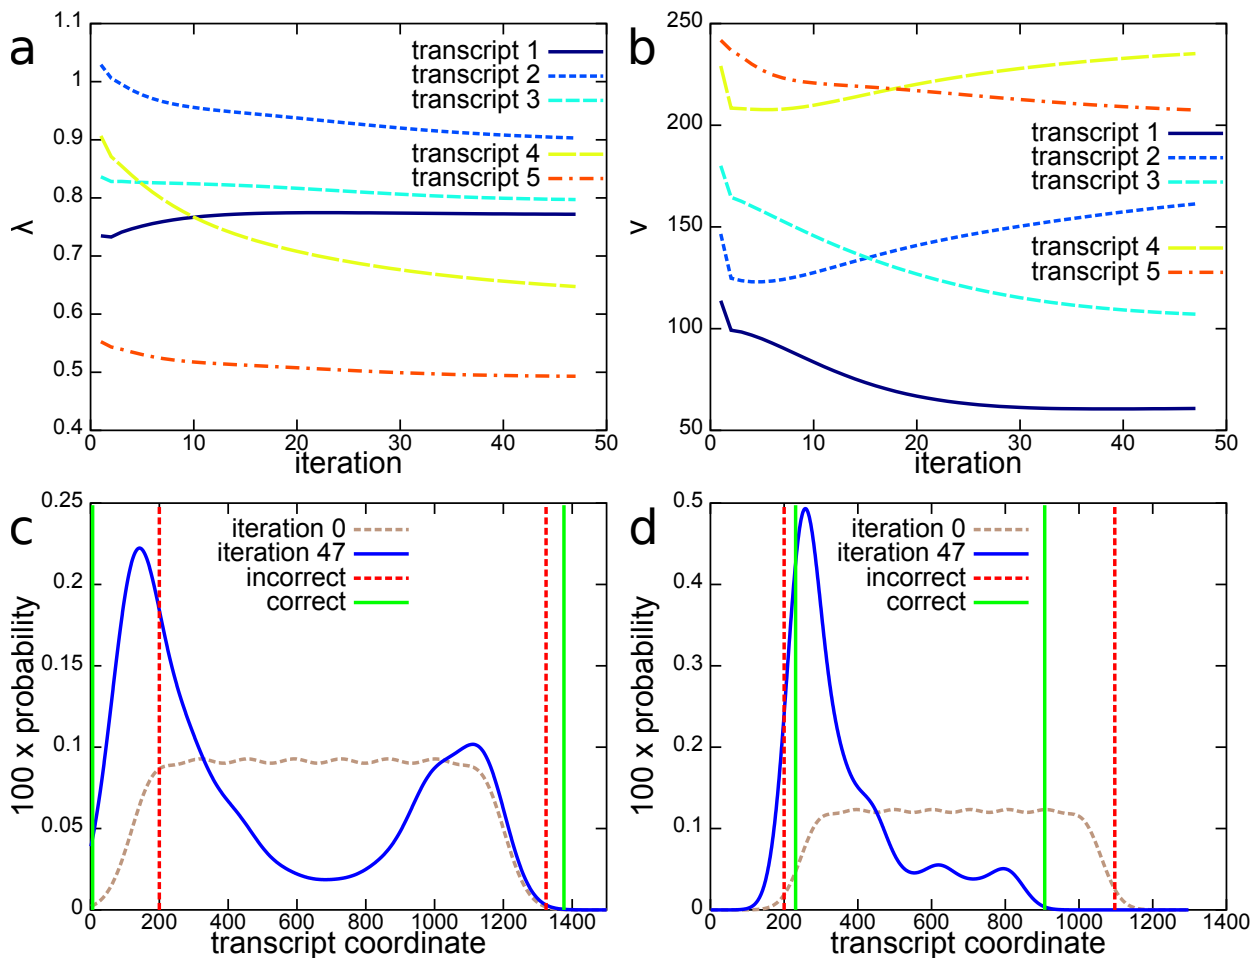 a
1.1
1
0.9
0.8
0.7
0.6
0.5
0.4
λ
transcript 1
transcript 2
transcript 3
transcript 4
transcript 5
0 10 20 30 40 50
iteration
b
250
200
150
100
50
v
transcript 1
transcript 2
transcript 3
transcript 4
transcript 5
0 10 20 30 40 50
iteration
c
0.25
0.2
0.15
0.1
0.05
0
100 x probability
iteration 0
iteration 47
incorrect
correct
0 200 400 600 800 1000 1200 1400
transcript coordinate
d
0.5
0.4
0.3
0.2
0.1
0
100 x probability
iteration 0
iteration 47
incorrect
correct
0 200 400 600 800 1000 1200 1400
transcript coordinate